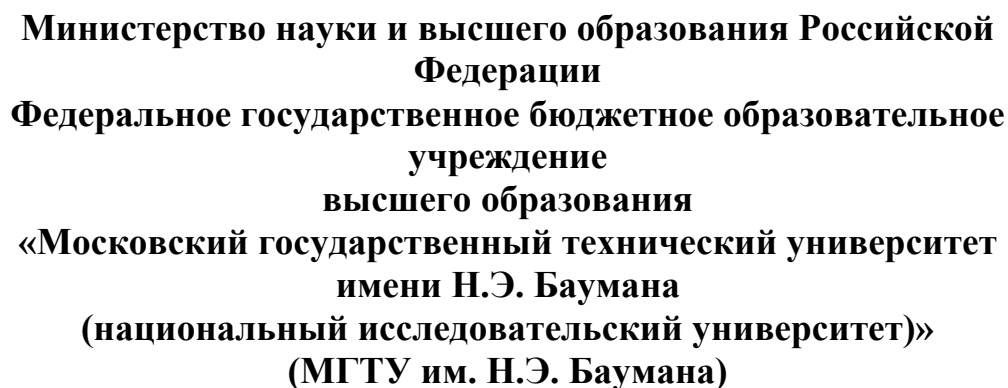 Министерство науки и высшего образования Российской
Федерации
Федеральное государственное бюджетное образовательное
учреждение
высшего образования
«Московский государственный технический университет
имени Н.Э. Баумана
(национальный исследовательский университет)»
(МГТУ им. Н.Э. Баумана)